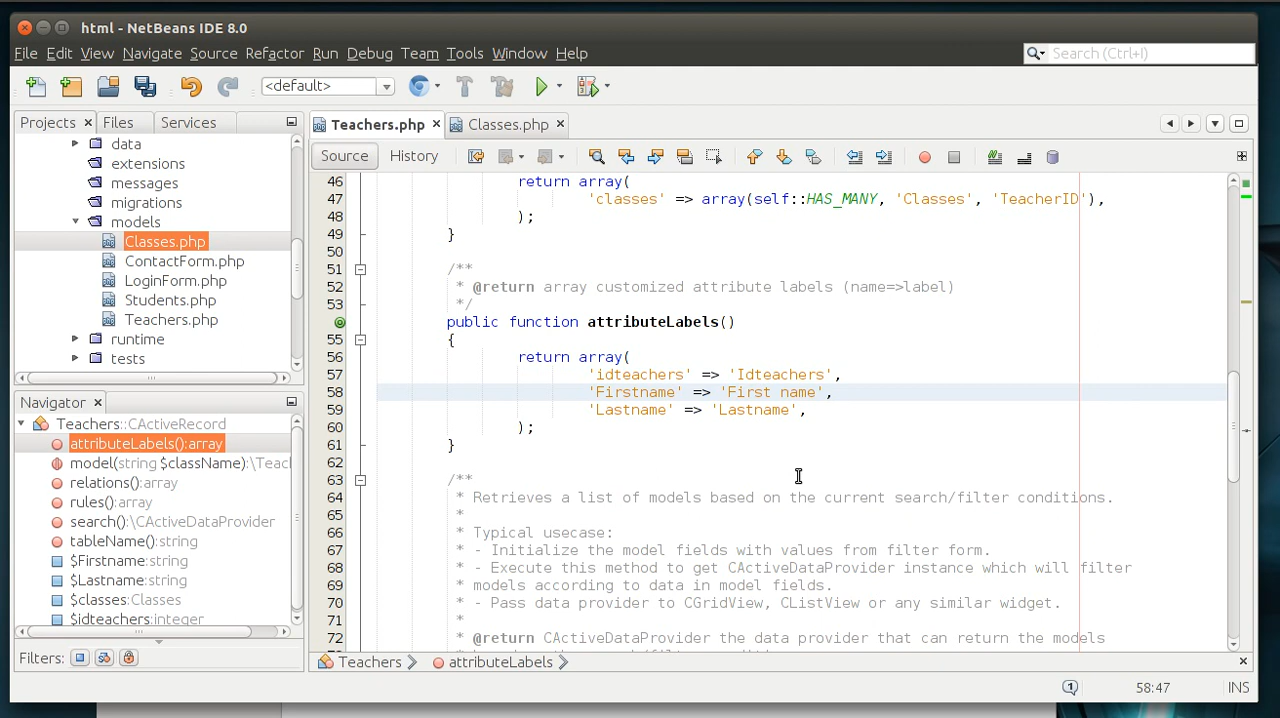 html - NetBeans IDE 8.0
File Edit View Navigate Source Refactor Run Debug Team Tools Window Help
Search (Ctrl+I)
<default>
Projects Files Services
data
extensions
messages
migrations
models
Classes.php
ContactForm.php
LoginForm.php
Students.php
Teachers.php
runtime
tests
Navigator
Teachers::CActiveRecord
attributeLabels():array
model(string $className):\Teac
relations():array
rules():array
search():\CActiveDataProvider
tableName():string
$Firstname:string
$Lastname:string
$classes:Classes
$idteachers:integer
Filters:
Teachers.php Classes.php
Source History
46 return array(
47 'classes' => array(self::HAS_MANY, 'Classes', 'TeacherID'),
48 );
49 }
50
51 /**
52 * @return array customized attribute labels (name=>label)
53 */
public function attributeLabels()
55 {
56 return array(
57 'idteachers' => 'Idteachers',
58 'Firstname' => 'First name',
59 'Lastname' => 'Lastname',
60 );
61 }
62
63 /**
64 * Retrieves a list of models based on the current search/filter conditions.
65 *
66 * Typical usecase:
67 * - Initialize the model fields with values from filter form.
68 * - Execute this method to get CActiveDataProvider instance which will filter
69 * models according to data in model fields.
70 * - Pass data provider to CGridView, CListView or any similar widget.
71 *
72 * @return CActiveDataProvider the data provider that can return the models
Teachers attributeLabels
1 58:47 INS